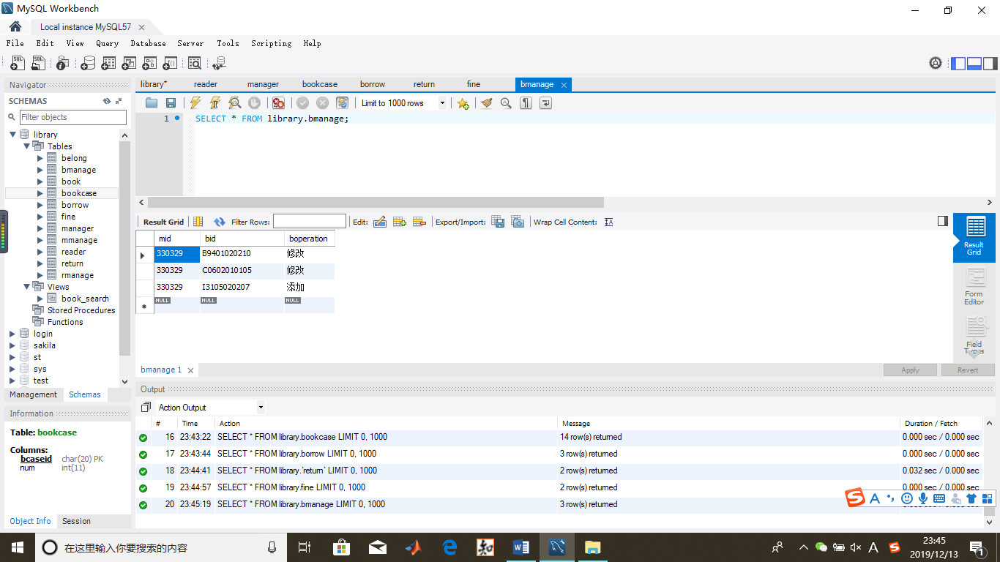 MySQL Workbench
Local instance MySQL57
File Edit View Query Database Server Tools Scripting Help
Navigator
SCHEMAS
Filter objects
library
Tables
belong
bmanage
book
bookcase
borrow
fine
manager
mmanage
reader
return
rmanage
Views
book_search
Stored Procedures
Functions
login
sakila
st
sys
test
Management Schemas
Information
Table: bookcase
Columns:
bcaseid char(20) PK
num int(11)
Object Info Session
library* reader manager bookcase borrow return fine bmanage
Limit to 1000 rows
1 SELECT * FROM library.bmanage;
Result Grid Filter Rows: Edit: Export/Import: Wrap Cell Content:
mid bid boperation
330329 B9401020210 修改
330329 C0602010105 修改
330329 I3105020207 添加
NULL NULL NULL
Result Grid
Form Editor
Field Types
bmanage 1
Apply Revert
Output
Action Output
# Time Action Message Duration / Fetch
16 23:43:22 SELECT * FROM library.bookcase LIMIT 0, 1000 14 row(s) returned 0.000 sec / 0.000 sec
17 23:43:44 SELECT * FROM library.borrow LIMIT 0, 1000 3 row(s) returned 0.000 sec / 0.000 sec
18 23:44:41 SELECT * FROM library.`return` LIMIT 0, 1000 2 row(s) returned 0.032 sec / 0.000 sec
19 23:44:57 SELECT * FROM library.fine LIMIT 0, 1000 2 row(s) returned 0.000 sec / 0.000 sec
20 23:45:19 SELECT * FROM library.bmanage LIMIT 0, 1000 3 row(s) returned
在这里输入你要搜索的内容
23:45
2019/12/13